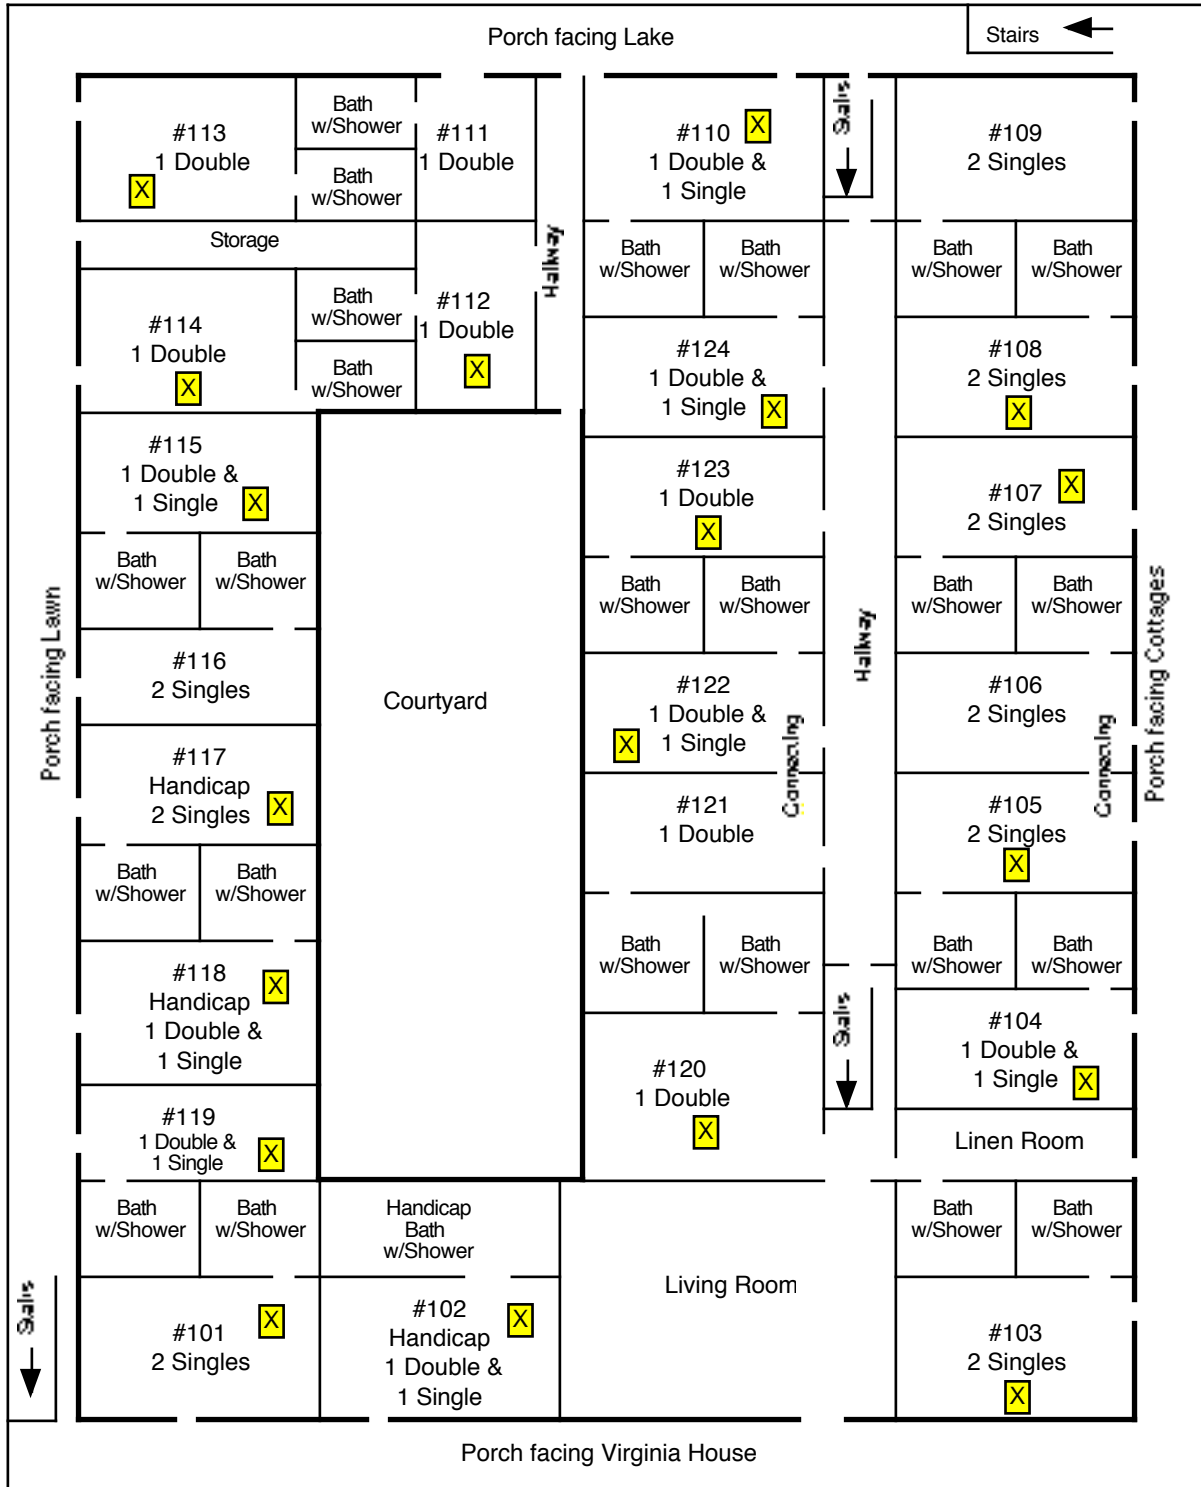 Porch facing Lake
Stairs
#113
1 Double
X
Bath
w/Shower
Bath
w/Shower
#111
1 Double
#110
X
1 Double &
1 Single
Stairs
#109
2 Singles
Storage
Hallway
Bath
w/Shower
Bath
w/Shower
Bath
w/Shower
Bath
w/Shower
#114
1 Double
X
Bath
w/Shower
Bath
w/Shower
#112
1 Double
X
#124
1 Double &
1 Single
X
#108
2 Singles
X
#115
1 Double &
1 Single
X
#123
1 Double
X
#107
X
2 Singles
Bath
w/Shower
Bath
w/Shower
Bath
w/Shower
Bath
w/Shower
Bath
w/Shower
Bath
w/Shower
Porch facing Lawn
Hallway
Porch facing Cottages
#116
2 Singles
Courtyard
#122
1 Double &
1 Single
X
Connecting
#106
2 Singles
Connecting
#117
Handicap
2 Singles
X
#121
1 Double
#105
2 Singles
X
Bath
w/Shower
Bath
w/Shower
Bath
w/Shower
Bath
w/Shower
Bath
w/Shower
Bath
w/Shower
#118
Handicap
1 Double &
1 Single
X
Stairs
#104
1 Double &
1 Single
X
#120
1 Double
X
#119
1 Double &
1 Single
X
Linen Room
Bath
w/Shower
Bath
w/Shower
Handicap
Bath
w/Shower
Bath
w/Shower
Bath
w/Shower
Living Room
Stairs
#101
2 Singles
X
#102
Handicap
1 Double &
1 Single
X
#103
2 Singles
X
Porch facing Virginia House